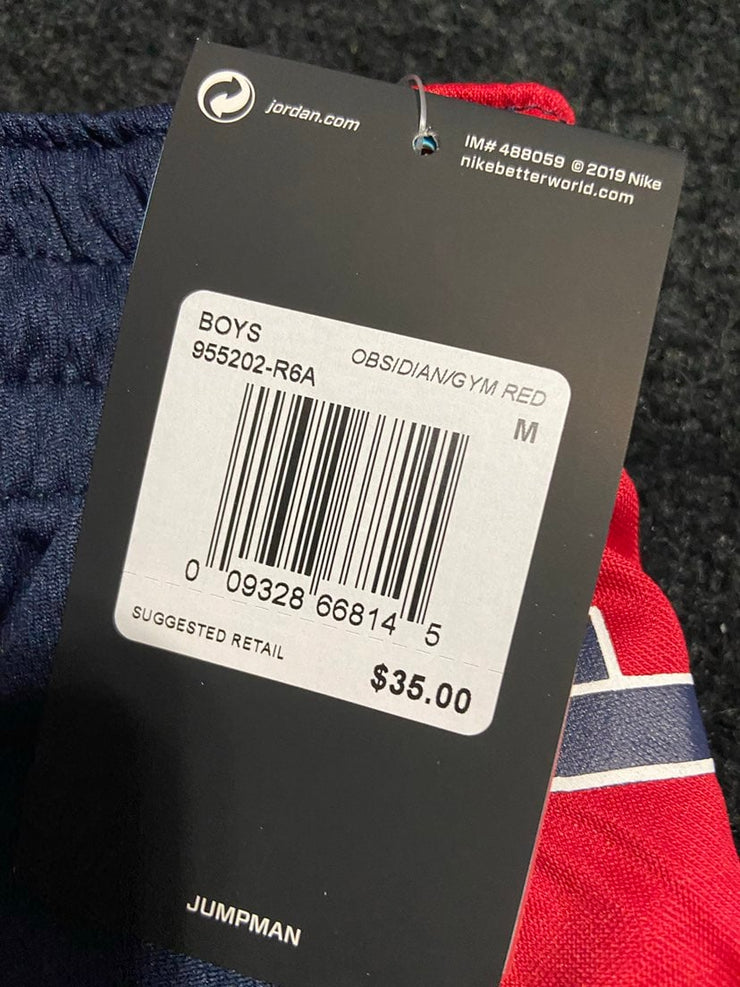 jordan.com
IM# 488059 © 2019 Nike
nikebetterworld.com
BOYS
955202-R6A
OBSIDIAN/GYM RED
M
0 09328 66814 5
SUGGESTED RETAIL
$35.00
JUMPMAN